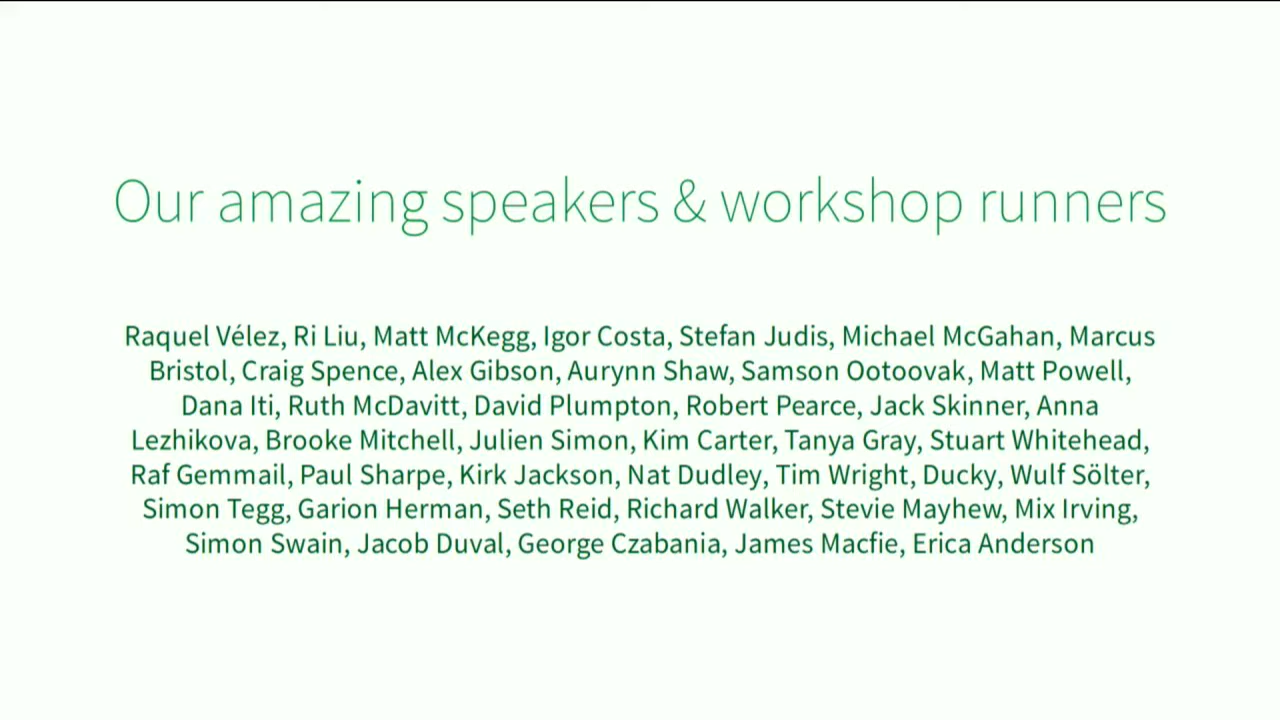 Our amazing speakers & workshop runners
Raquel Vélez, Ri Liu, Matt McKegg, Igor Costa, Stefan Judis, Michael McGahan, Marcus
Bristol, Craig Spence, Alex Gibson, Aurynn Shaw, Samson Ootoovak, Matt Powell,
Dana Iti, Ruth McDavitt, David Plumpton, Robert Pearce, Jack Skinner, Anna
Lezhikova, Brooke Mitchell, Julien Simon, Kim Carter, Tanya Gray, Stuart Whitehead,
Raf Gemmail, Paul Sharpe, Kirk Jackson, Nat Dudley, Tim Wright, Ducky, Wulf Sölter,
Simon Tegg, Garion Herman, Seth Reid, Richard Walker, Stevie Mayhew, Mix Irving,
Simon Swain, Jacob Duval, George Czabania, James Macfie, Erica Anderson